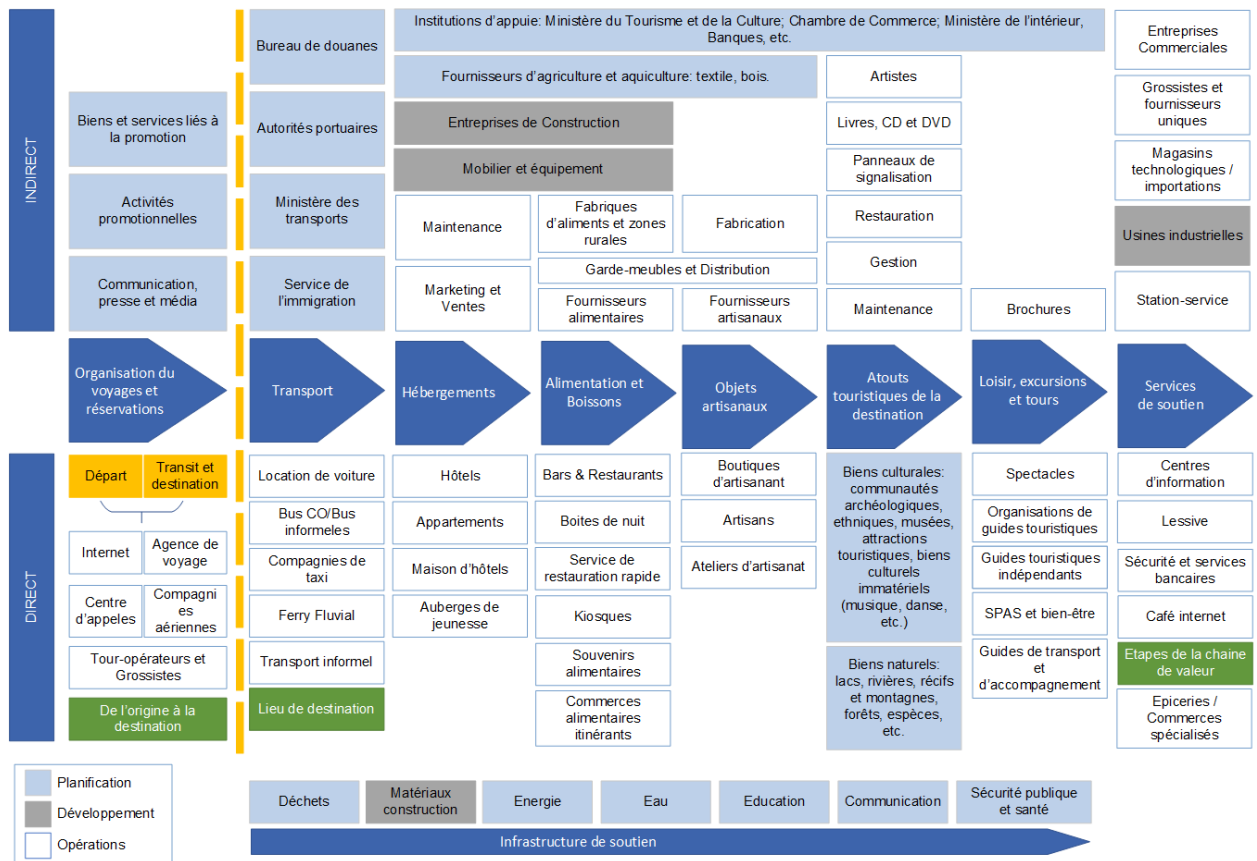 INDIRECT
Biens et services liés à
la promotion
Activités
promotionnelles
Communication,
presse et média
Bureau de douanes
Autorités portuaires
Ministère des
transports
Service de
l’immigration
Institutions d’appuie: Ministère du Tourisme et de la Culture; Chambre de Commerce; Ministère de l’intérieur,
Banques, etc.
Fournisseurs d’agriculture et aquiculture: textile, bois.
Entreprises de Construction
Mobilier et équipement
Maintenance
Marketing et
Ventes
Fabriques
d’aliments et zones
rurales
Fabrication
Garde-meubles et Distribution
Fournisseurs
alimentaires
Fournisseurs
artisanaux
Artistes
Livres, CD et DVD
Panneaux de
signalisation
Restauration
Gestion
Maintenance
Brochures
Entreprises
Commerciales
Grossistes et
fournisseurs
uniques
Magasins
technologiques /
importations
Usines industrielles
Station-service
Organisation du
voyages et
réservations
Transport
Hébergements
Alimentation et
Boissons
Objets
artisanaux
Atouts
touristiques de la
destination
Loisir, excursions
et tours
Services
de soutien
DIRECT
Départ
Transit et
destination
Internet
Agence de
voyage
Centre
d’appeles
Compagni
es
aériennes
Tour-opérateurs et
Grossistes
De l’origine à la
destination
Location de voiture
Bus CO/Bus
informeles
Compagnies de
taxi
Ferry Fluvial
Transport informel
Lieu de destination
Hôtels
Appartements
Maison d’hôtels
Auberges de
jeunesse
Bars & Restaurants
Boites de nuit
Service de
restauration rapide
Kiosques
Souvenirs
alimentaires
Commerces
alimentaires
itinérants
Boutiques
d’artisanant
Artisans
Ateliers d’artisanat
Biens culturales:
communautés
archéologiques,
ethniques, musées,
attractions
touristiques, biens
culturels
immatériels
(musique, danse,
etc.)
Biens naturels:
lacs, rivières, récifs
et montagnes,
forêts, espèces,
etc.
Spectacles
Organisations de
guides touristiques
Guides touristiques
indépendants
SPAS et bien-être
Guides de transport
et
d’accompagnement
Centres
d’information
Lessive
Sécurité et services
bancaires
Café internet
Etapes de la chaine
de valeur
Epiceries /
Commerces
spécialisés
Planification
Développement
Opérations
Déchets
Matériaux
construction
Energie
Eau
Education
Communication
Sécurité publique
et santé
Infrastructure de soutien